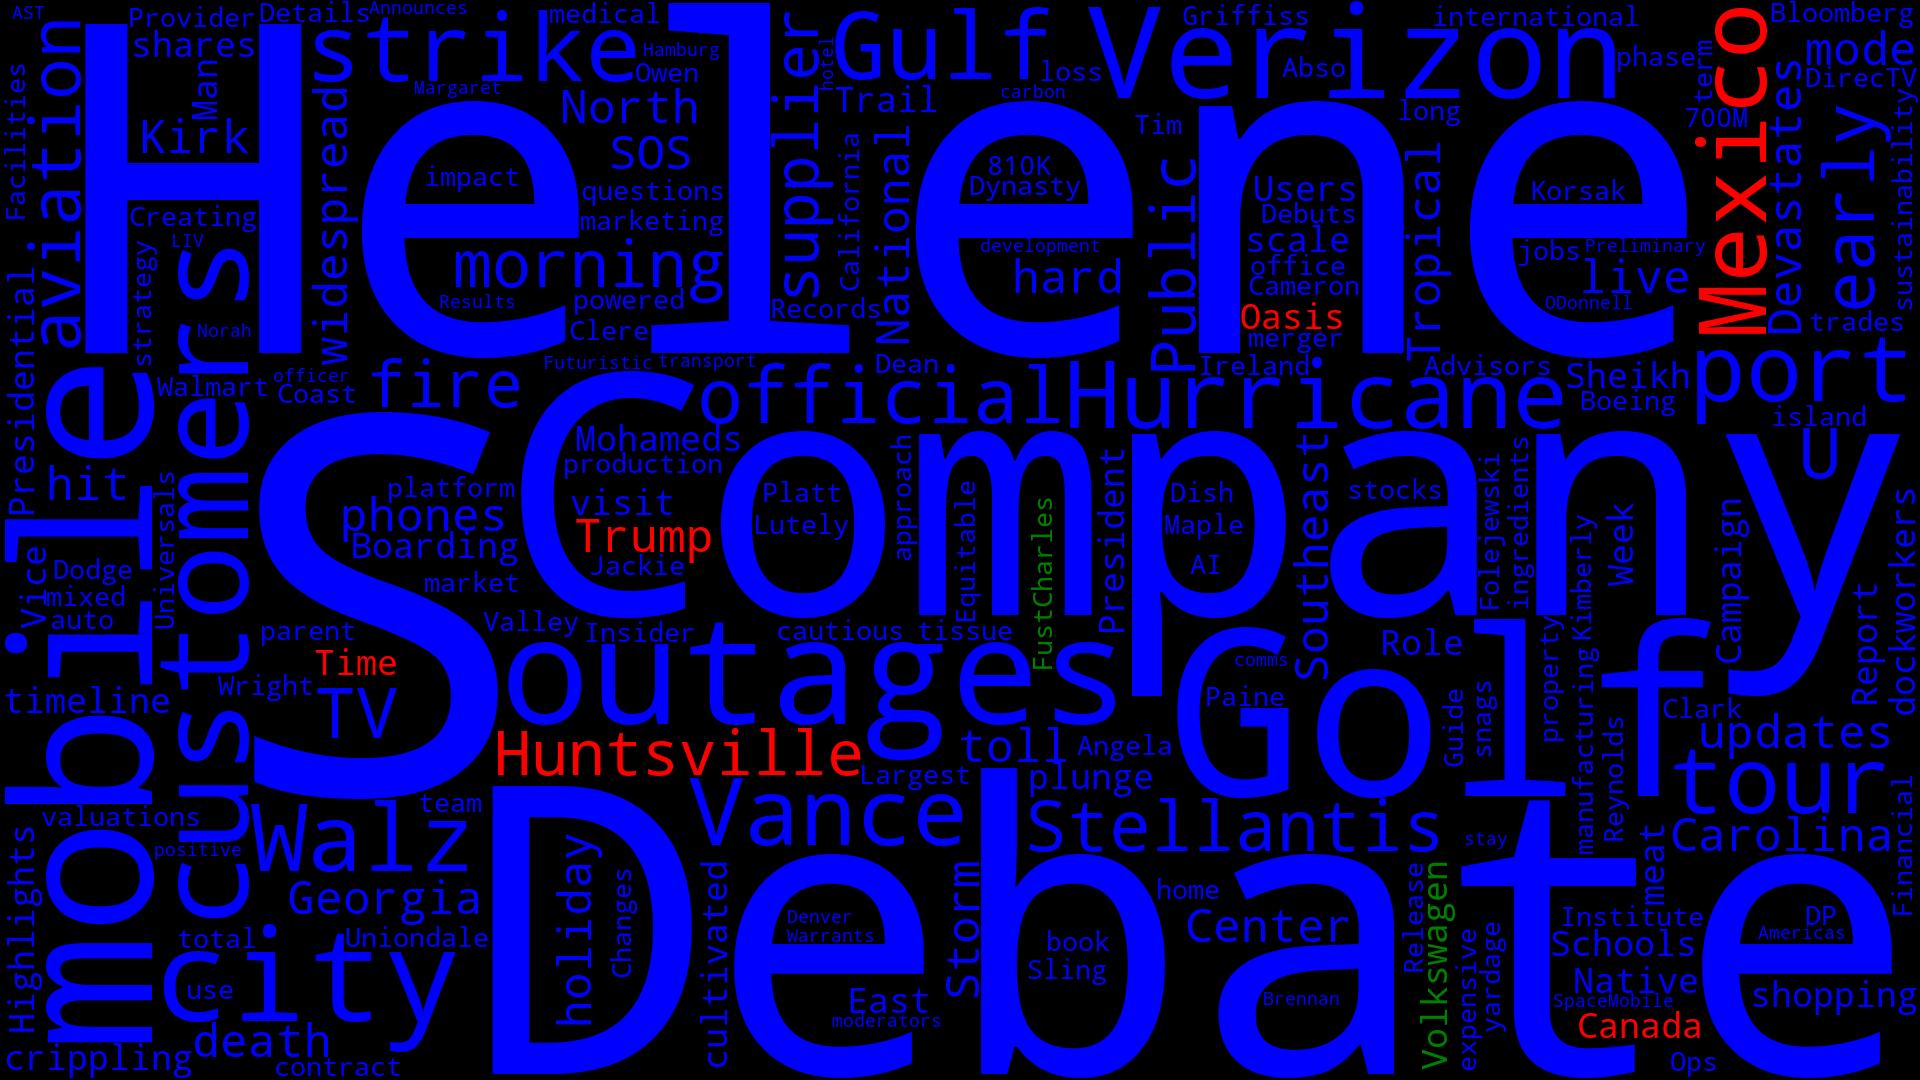 AST
Provider
Details
Announces
medical
Griffiss
international
Bloomberg
shares
strike
Hamburg
Gulf
Verizon
Mexico
mode
Man
Owen
hotel
loss
Abso
phase
term
DirecTV
Facilities
aviation
Kirk
Helene
Margaret
North
supplier
Trail
carbon
long
700M
Devastates
early
sustainability
widespread
SOS
California
National
Tim
Public
810K
Dynasty
Tropical
impact
questions
Users
Korsak
Creating
marketing
Debuts
LIV
strategy
morning
development
scale
jobs
Preliminary
hard
office
live
Results
powered
Records
Cameron
ODonnell
Norah
Clere
Oasis
merger
trades
Presidential
customers
Futuristic
transport
Dean
Ireland
Advisors
port
Walmart
officer
Coast
fire
official
Hurricane
Sheikh
Boeing
island
mobile
S
Company
Mohameds
hit
production
approach
President
Southeast
Folejewski
ingredients
U
Universals
platform
visit
Platt
Equitable
Dish
stocks
phones
Trump
Lutely
FustCharles
Maple
Kimberly
Week
Campaign
dockworkers
Vice
Boarding
Jackie
AI
Dodge
market
mixed
auto
Valley
Insider
cautious
tissue
parent
Role
property
manufacturing
Report
Time
outages
comms
Golf
Wright
Paine
Guide
snags
timeline
TV
Clark
Reynolds
updates
Huntsville
toll
Angela
tour
Largest
plunge
Financial
valuations
team
Vance
Stellantis
Carolina
Highlights
positive
Walz
Debate
stay
meat
Georgia
holiday
Changes
cultivated
Storm
home
Release
Volkswagen
total
Uniondale
Denver
Warrants
book
Center
expensive
yardage
Institute
DP
Americas
Schools
city
use
Sling
Native
East
moderators
Brennan
SpaceMobile
shopping
death
Canada
crippling
contract
Ops